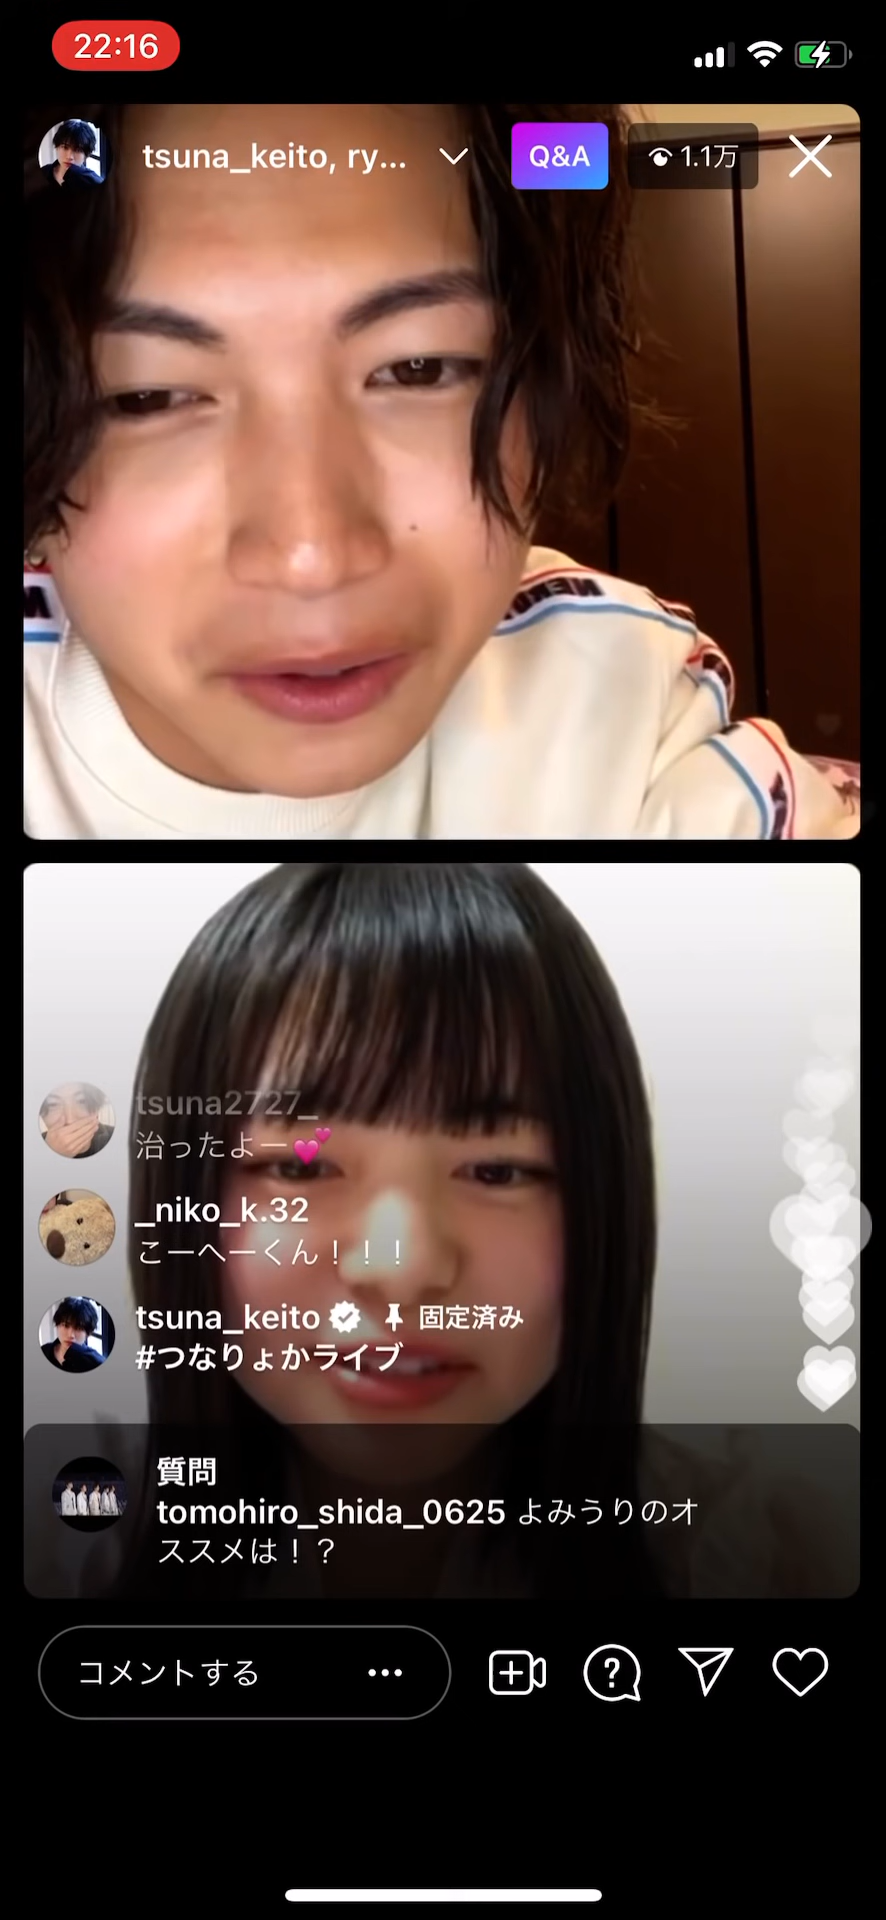 22:16
tsuna_keito, ry...
Q&A
1.1万
tsuna2727_
治ったよー💕
_niko_k.32
こーへーくん！！！
tsuna_keito 固定済み
#つなりょかライブ
質問
tomohiro_shida_0625 よみうりのオ
ススメは！？
コメントする